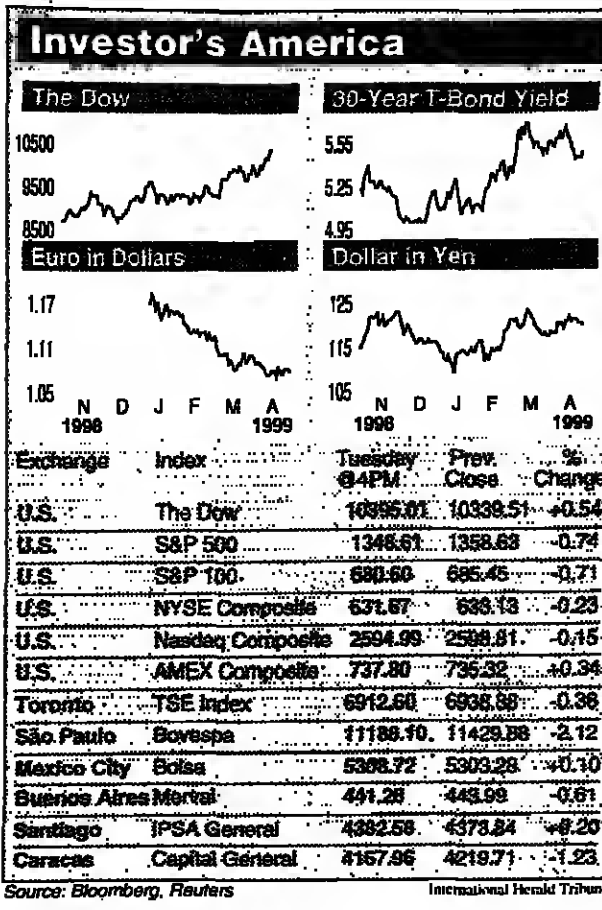 Investor's America
The Dow
10500
9500
8500
30-Year T-Bond Yield
5.55
5.25
4.95
Euro in Dollars
1.17
1.11
1.05
N D J F M A
1998 1999
Dollar in Yen
125
115
105
N D J F M A
1998 1999
Exchange Index Tuesday Prev. %
@4PM Close Change
U.S. The Dow 10395.01 10339.51 +0.54
U.S. S&P 500 1348.61 1358.63 -0.74
U.S. S&P 100 680.60 685.45 -0.71
U.S. NYSE Composite 631.67 633.13 -0.23
U.S. Nasdaq Composite 2594.99 2598.81 -0.15
U.S. AMEX Composite 737.80 735.32 +0.34
Toronto TSE Index 6912.60 6938.88
São Paulo Bovespa 11188.10 11429.88 -2.12
Mexico City Bolsa 5308.72 5303.28 +0.10
Buenos Aires Merval 441.28 443.99 -0.61
Santiago IPSA General 4382.58 4373.84 +0.20
Caracas Capital General 4167.96 4219.71 -1.23
Source: Bloomberg, Reuters
International Herald Tribun